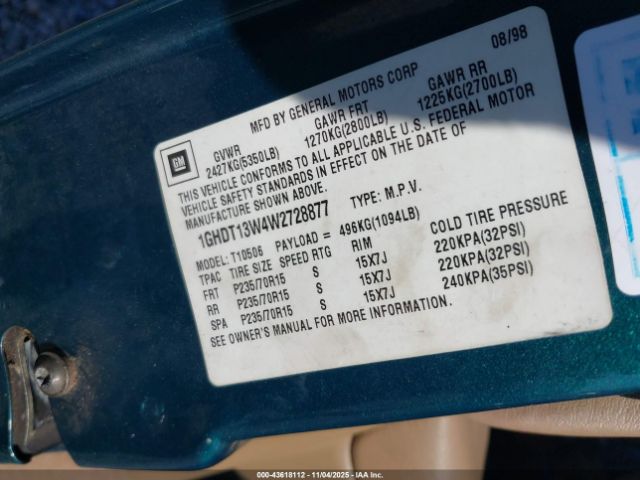 08/98
MFD BY GENERAL MOTORS CORP
GM
GVWR GAWR FRT GAWR RR
2427KG(5350LB) 1270KG(2800LB) 1225KG(2700LB)
THIS VEHICLE CONFORMS TO ALL APPLICABLE U.S. FEDERAL MOTOR
VEHICLE SAFETY STANDARDS IN EFFECT ON THE DATE OF
MANUFACTURE SHOWN ABOVE.
1GHDT13W4W2728877 TYPE: M.P.V.
MODEL: T10506 PAYLOAD = 496KG(1094LB)
TPAC TIRE SIZE SPEED RTG RIM COLD TIRE PRESSURE
FRT P235/70R15 S 15X7J 220KPA(32PSI)
RR P235/70R15 S 15X7J 220KPA(32PSI)
SPA P235/70R15 S 15X7J 240KPA(35PSI)
SEE OWNER'S MANUAL FOR MORE INFORMATION.
000-43618112 - 11/04/2025 - IAA Inc.